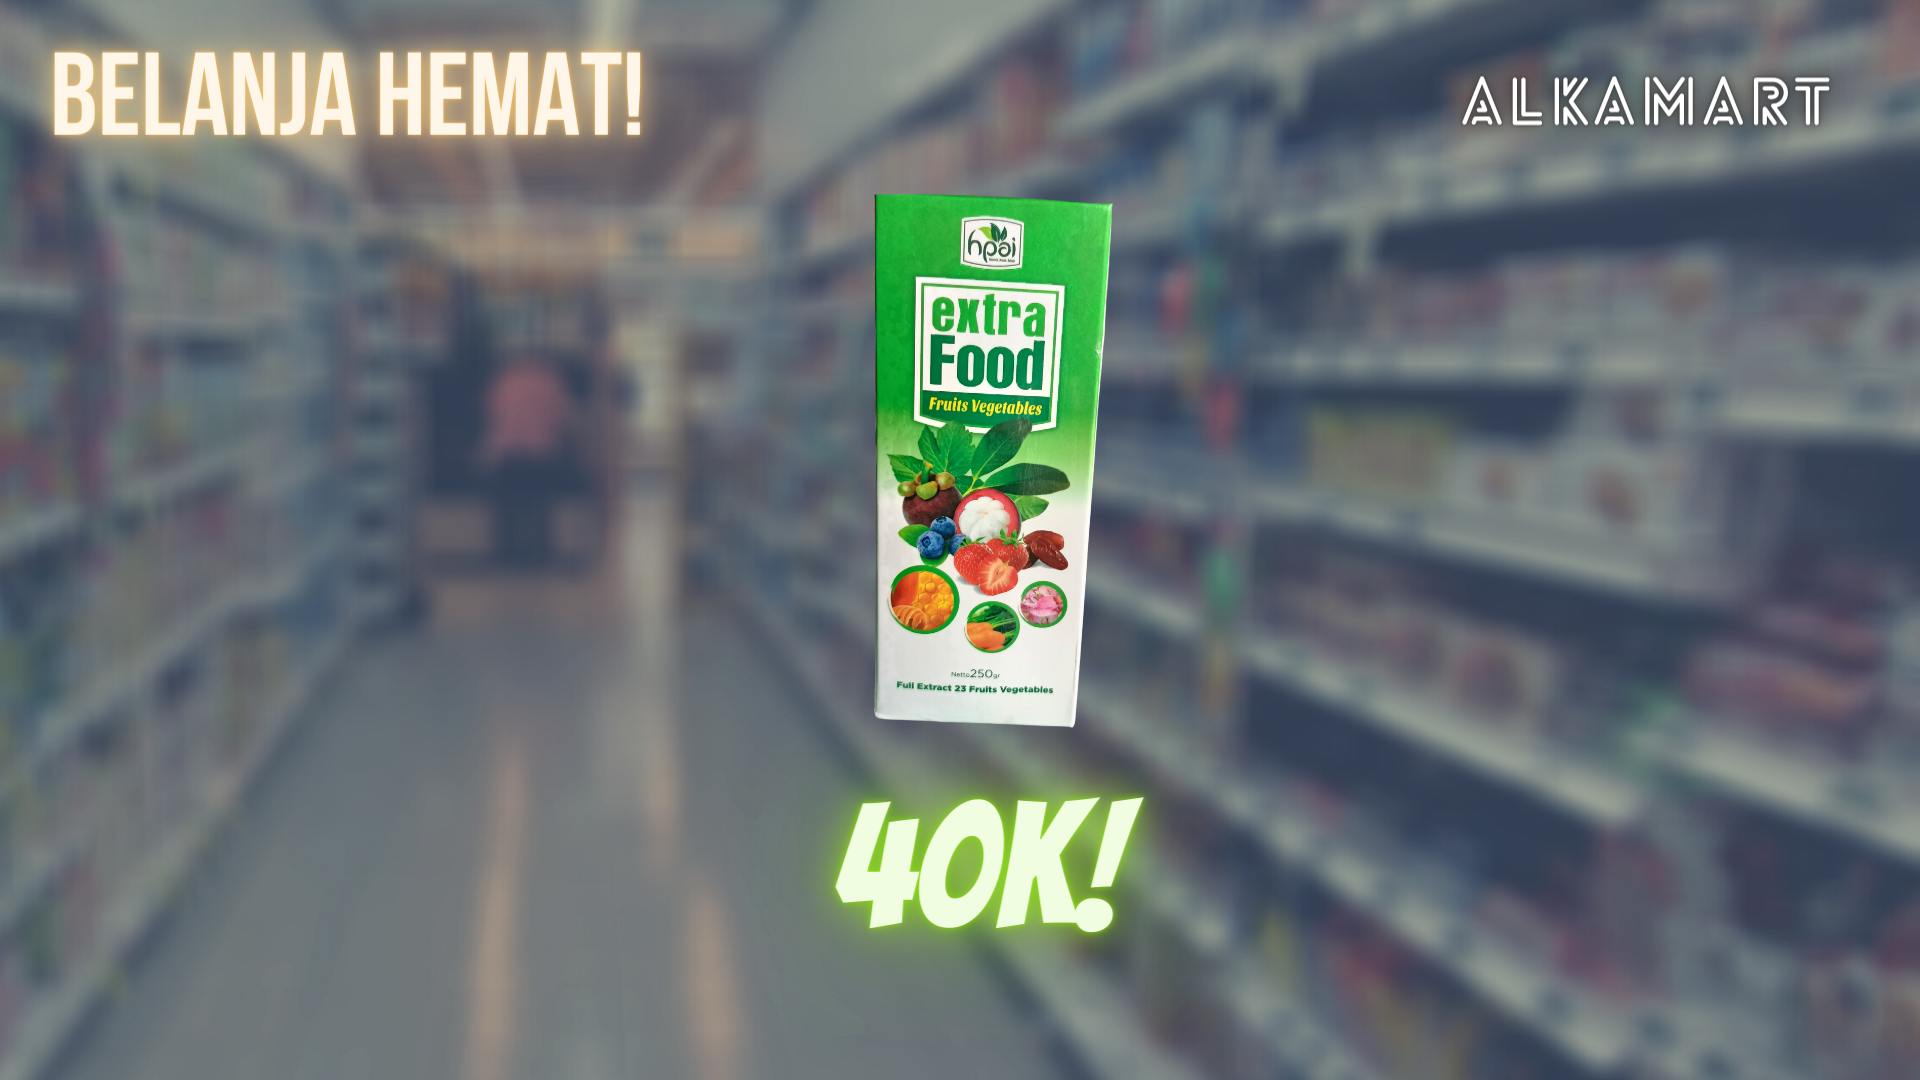 BELANJA HEMAT!
ALKAMART
hpai
extra
Food
Fruits Vegetables
Netto 250gr
Full Extract 23 Fruits Vegetables
40K!